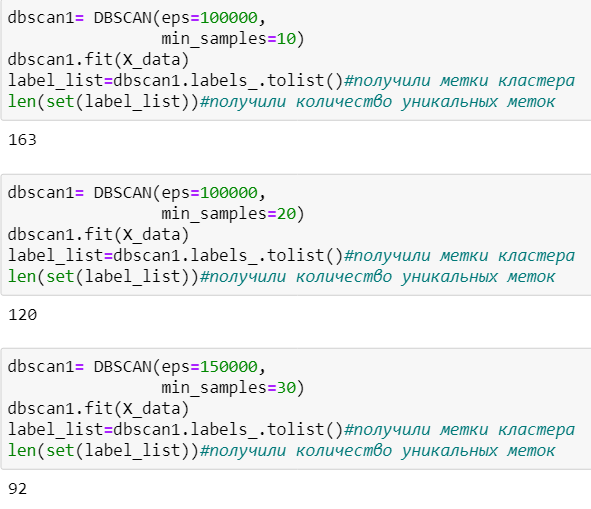 dbscan1= DBSCAN(eps=100000,
min_samples=10)
dbscan1.fit(X_data)
label_list=dbscan1.labels_.tolist()#получили метки кластера
len(set(label_list))#получили количество уникальных меток
163
dbscan1= DBSCAN(eps=100000,
min_samples=20)
dbscan1.fit(X_data)
label_list=dbscan1.labels_.tolist()#получили метки кластера
len(set(label_list))#получили количество уникальных меток
120
dbscan1= DBSCAN(eps=150000,
min_samples=30)
dbscan1.fit(X_data)
label_list=dbscan1.labels_.tolist()#получили метки кластера
len(set(label_list))#получили количество уникальных меток
92